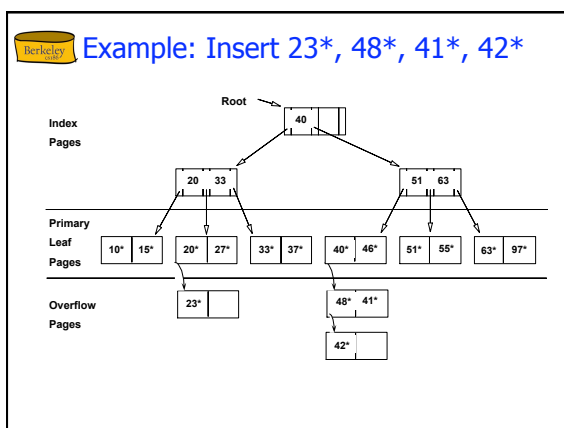 Berkeley
cs186
Example: Insert 23*, 48*, 41*, 42*
Root
Index
Pages
40
20 33
51 63
Primary
Leaf
Pages
10* 15*
20* 27*
33* 37*
40* 46*
51* 55*
63* 97*
Overflow
Pages
23*
48* 41*
42*